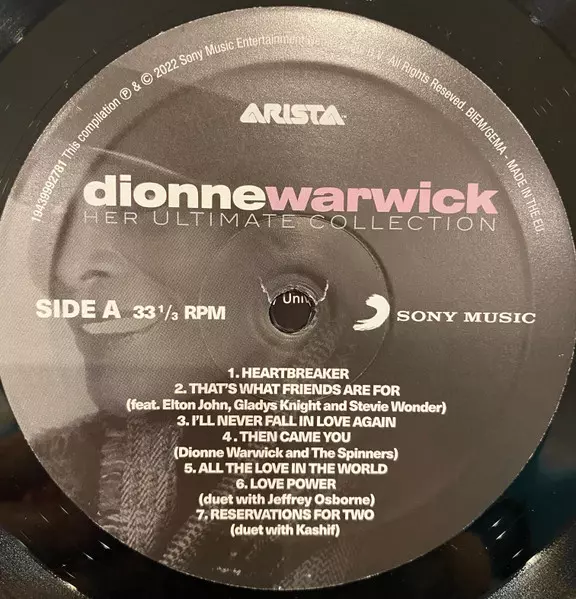 19439992781 This compilation ℗ & © 2022 Sony Music Entertainment B.V. All Rights Reserved. BIEM/GEMA - MADE IN THE EU.
ARISTA
dionnewarwick
HER ULTIMATE COLLECTION
Uni
SIDE A 33 1/3 RPM
SONY MUSIC
1. HEARTBREAKER
2. THAT'S WHAT FRIENDS ARE FOR
(feat. Elton John, Gladys Knight and Stevie Wonder)
3. I'LL NEVER FALL IN LOVE AGAIN
4. THEN CAME YOU
(Dionne Warwick and The Spinners)
5. ALL THE LOVE IN THE WORLD
6. LOVE POWER
(duet with Jeffrey Osborne)
7. RESERVATIONS FOR TWO
(duet with Kashif)